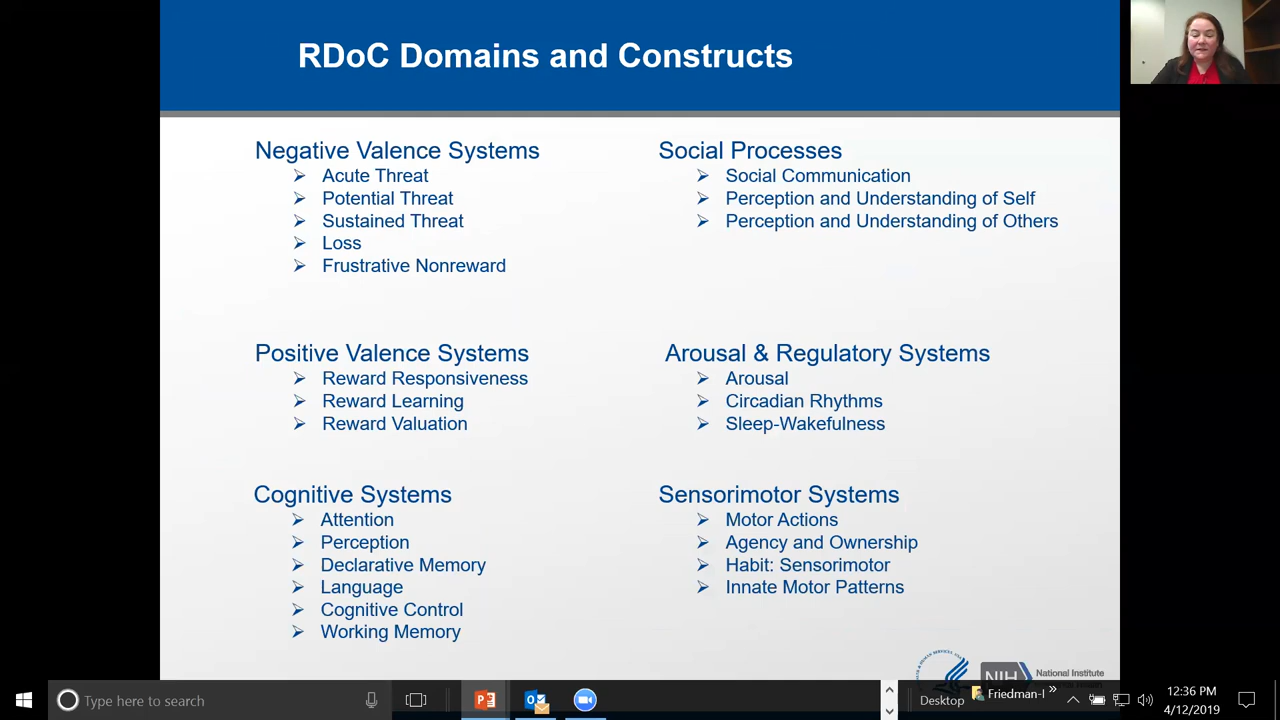 RDoC Domains and Constructs
Negative Valence Systems
Acute Threat
Potential Threat
Sustained Threat
Loss
Frustrative Nonreward
Social Processes
Social Communication
Perception and Understanding of Self
Perception and Understanding of Others
Positive Valence Systems
Reward Responsiveness
Reward Learning
Reward Valuation
Arousal & Regulatory Systems
Arousal
Circadian Rhythms
Sleep-Wakefulness
Cognitive Systems
Attention
Perception
Declarative Memory
Language
Cognitive Control
Working Memory
Sensorimotor Systems
Motor Actions
Agency and Ownership
Habit: Sensorimotor
Innate Motor Patterns
NIH
National Institute
Type here to search
Desktop
Friedman-I
12:36 PM
4/12/2019